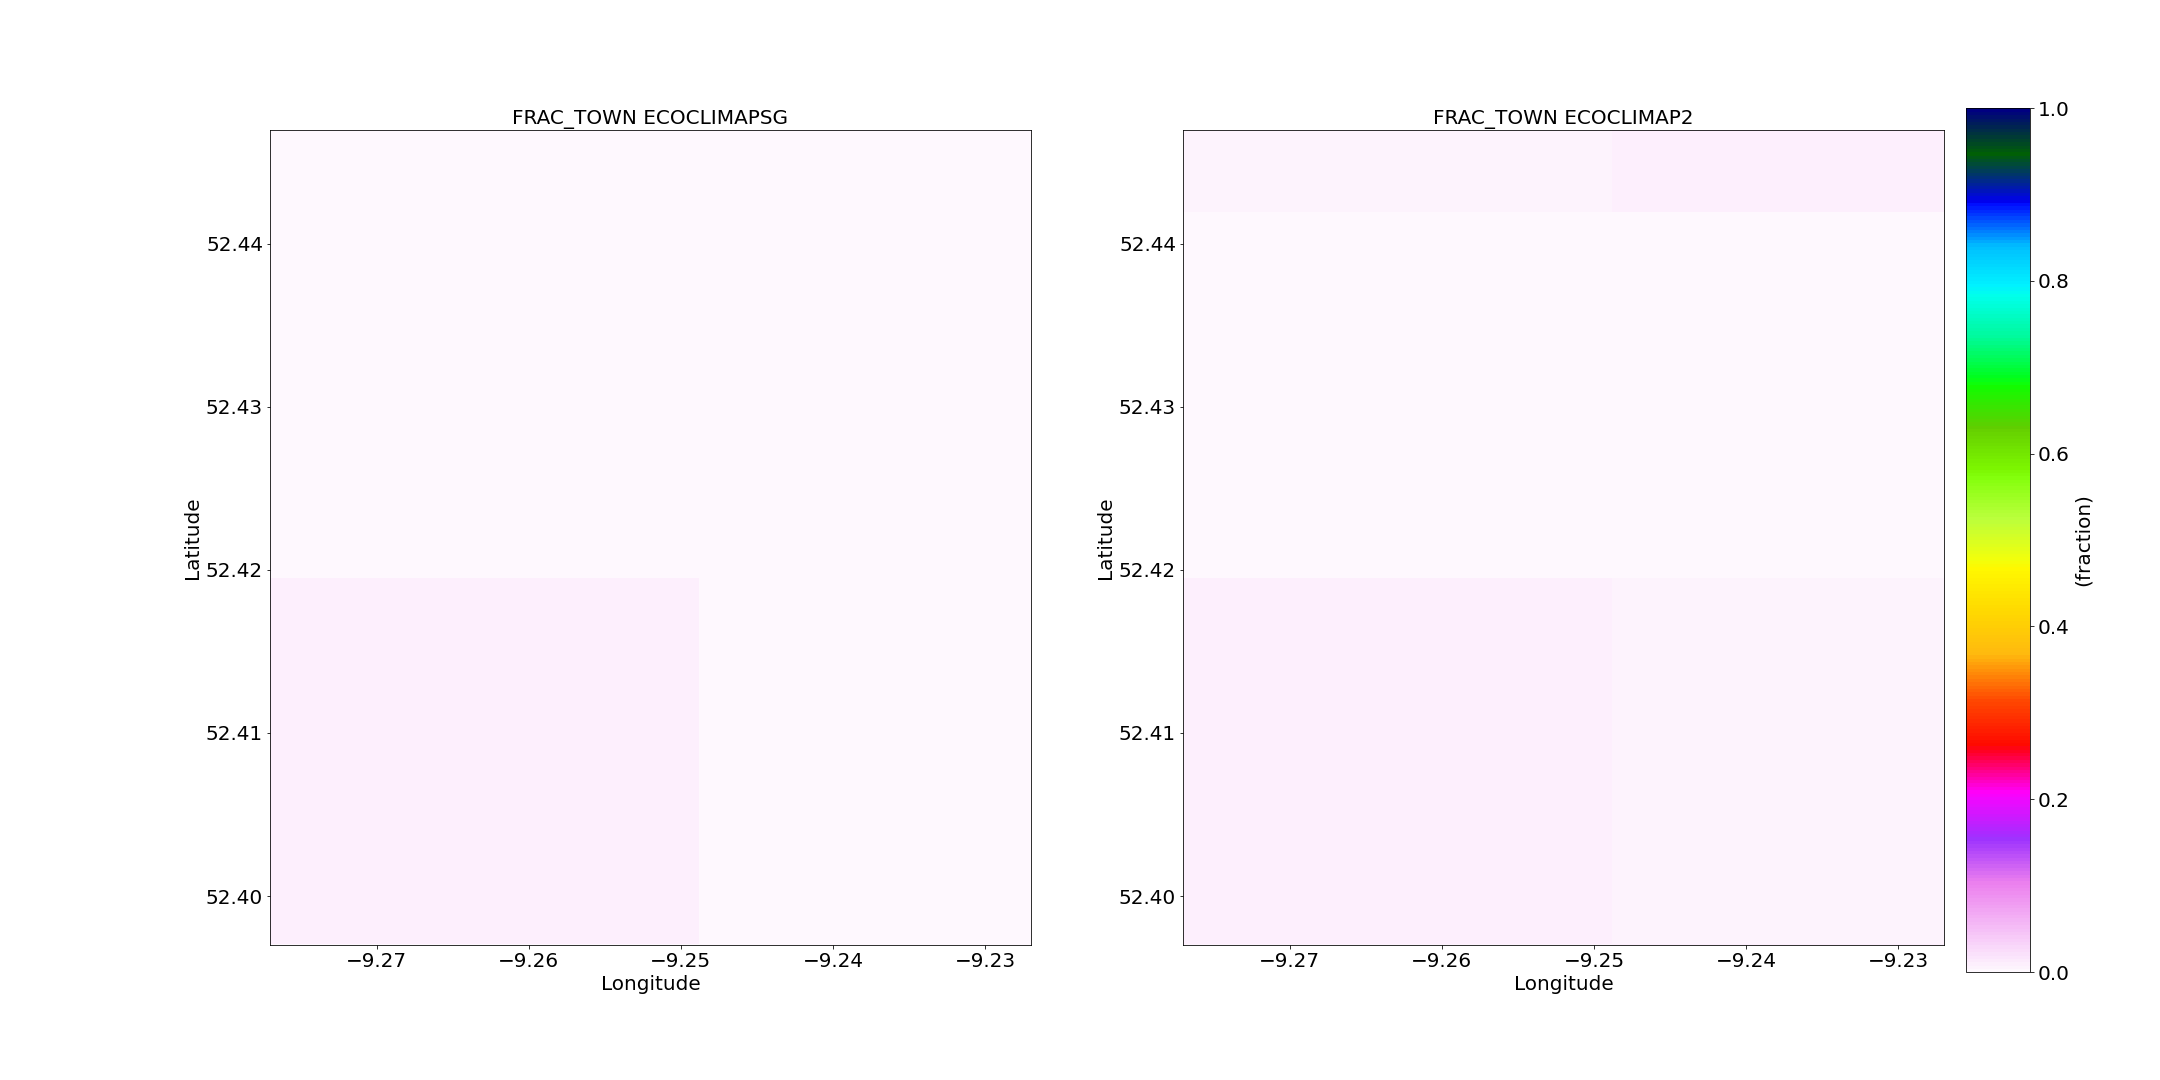 FRAC_TOWN ECOCLIMAPSG
52.44
52.43
52.42
52.41
52.40
Latitude
−9.27 −9.26 −9.25 −9.24 −9.23
Longitude
FRAC_TOWN ECOCLIMAP2
52.44
52.43
52.42
52.41
52.40
Latitude
−9.27 −9.26 −9.25 −9.24 −9.23
Longitude
1.0
0.8
0.6
0.4
0.2
0.0
(fraction)